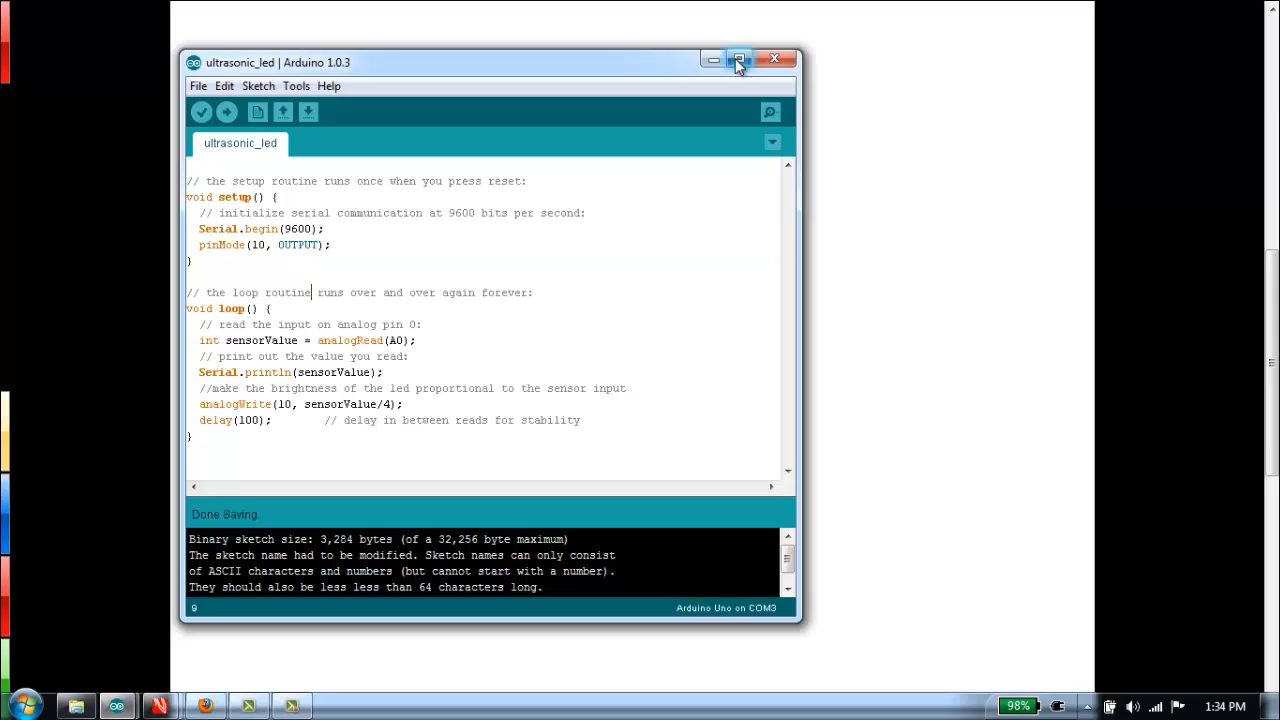 ultrasonic_led | Arduino 1.0.3
File Edit Sketch Tools Help
ultrasonic_led
// the setup routine runs once when you press reset:
void setup() {
  // initialize serial communication at 9600 bits per second:
  Serial.begin(9600);
  pinMode(10, OUTPUT);
}
// the loop routine runs over and over again forever:
void loop() {
  // read the input on analog pin 0:
  int sensorValue = analogRead(A0);
  // print out the value you read:
  Serial.println(sensorValue);
  //make the brightness of the led proportional to the sensor input
  analogWrite(10, sensorValue/4);
  delay(100);        // delay in between reads for stability
}
Done Saving.
Binary sketch size: 3,284 bytes (of a 32,256 byte maximum)
The sketch name had to be modified. Sketch names can only consist
of ASCII characters and numbers (but cannot start with a number).
They should also be less less than 64 characters long.
9 Arduino Uno on COM3
98% 1:34 PM